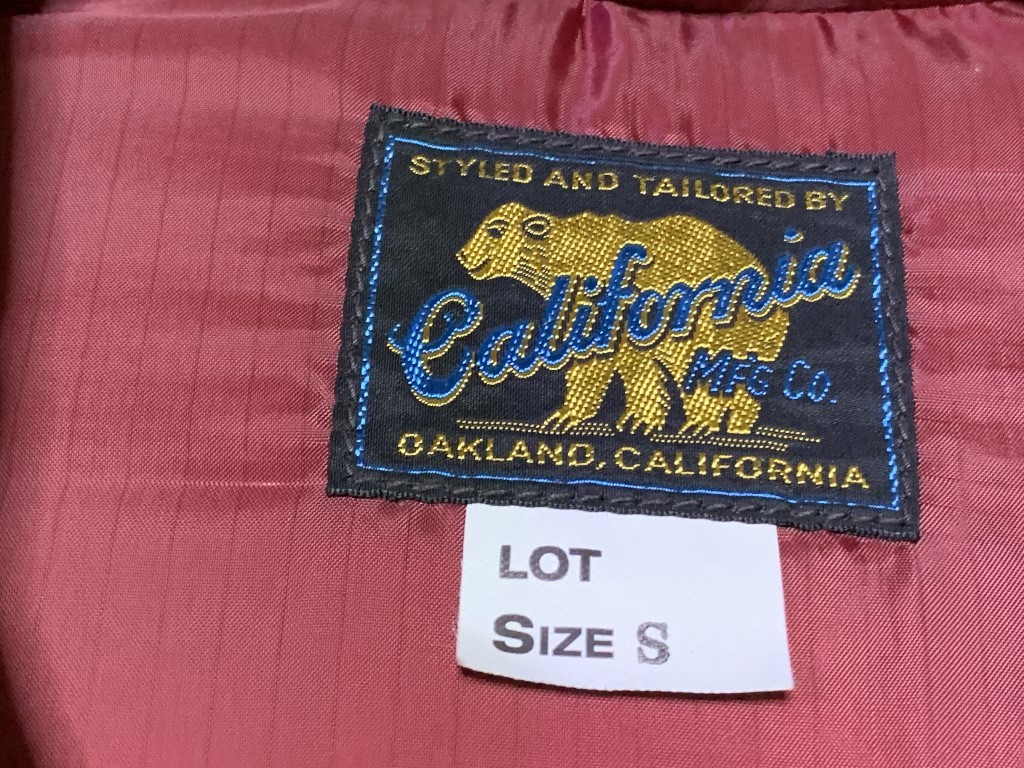 STYLED AND TAILORED BY
California
MFG CO.
OAKLAND, CALIFORNIA
LOT
SIZE S